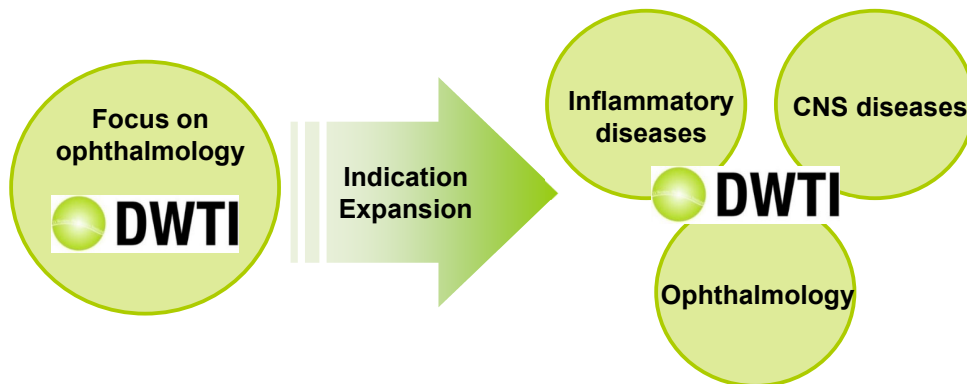 Focus on
ophthalmology
DWTI
Indication
Expansion
Inflammatory
diseases
CNS diseases
DWTI
Ophthalmology